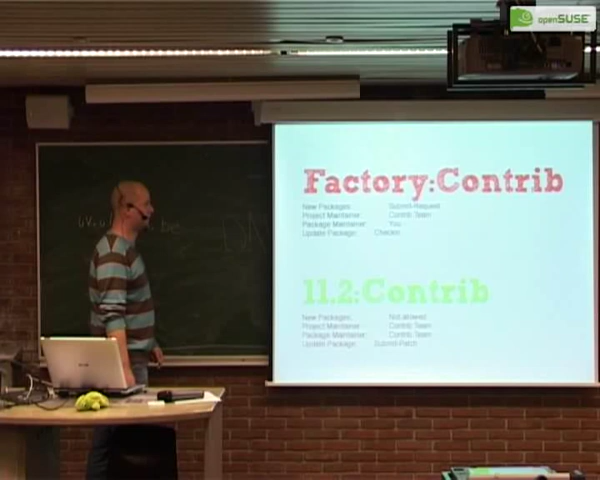 openSUSE
Factory:Contrib
New Packages: Submit-Request
Project Maintainer: Contrib Team
Package Maintainer: You
Update Package: Checkin
11.2:Contrib
New Packages: Not allowed
Project Maintainer: Contrib Team
Package Maintainer: Contrib Team
Update Package: Submit-Patch
be